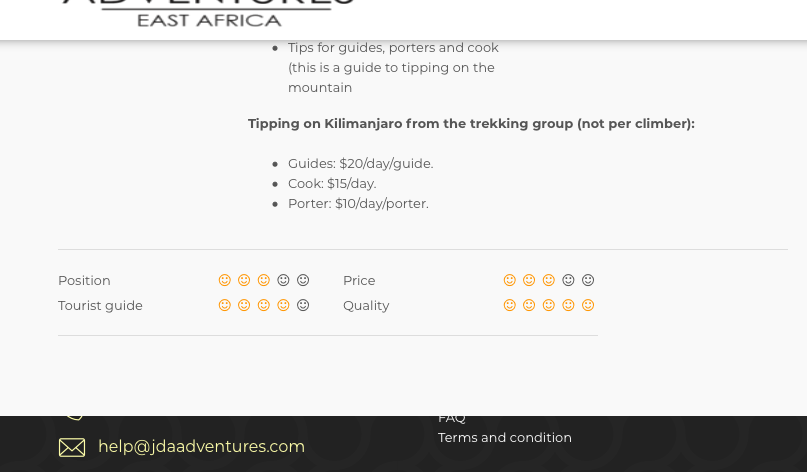 ADVENTURES
EAST AFRICA
Tips for guides, porters and cook
(this is a guide to tipping on the
mountain
Tipping on Kilimanjaro from the trekking group (not per climber):
Guides: $20/day/guide.
Cook: $15/day.
Porter: $10/day/porter.
Position
Price
Tourist guide
Quality
FAQ
help@jdaadventures.com
Terms and condition